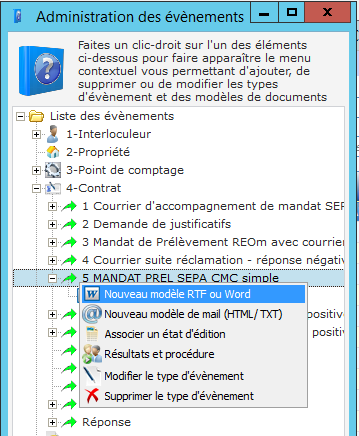 Administration des évènements
Faites un clic-droit sur l'un des éléments
ci-dessous pour faire apparaître le menu
contextuel vous permettant d'ajouter, de
supprimer ou de modifier les types
d'évènement et des modèles de documents
Liste des évènements
1-Interloculeur
2-Propriété
3-Point de comptage
4-Contrat
1 Courrier d'accompagnement de mandat SEP
2 Demande de justificatifs
3 Mandat de Prélèvement REOm avec courrier
4 Courrier suite réclamation - réponse négativ
5 MANDAT PREL SEPA CMC simple
Nouveau modèle RTF ou Word
Nouveau modèle de mail (HTML/ TXT)
positive
Associer un état d'édition
positiv
Résultats et procédure
Modifier le type d'évènement
Supprimer le type d'évènement
Réponse